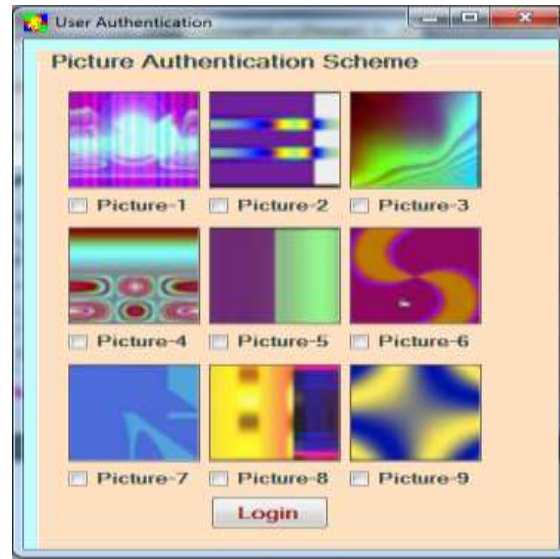 User Authentication
Picture Authentication Scheme
Picture-1 Picture-2 Picture-3
Picture-4 Picture-5 Picture-6
Picture-7 Picture-8 Picture-9
Login